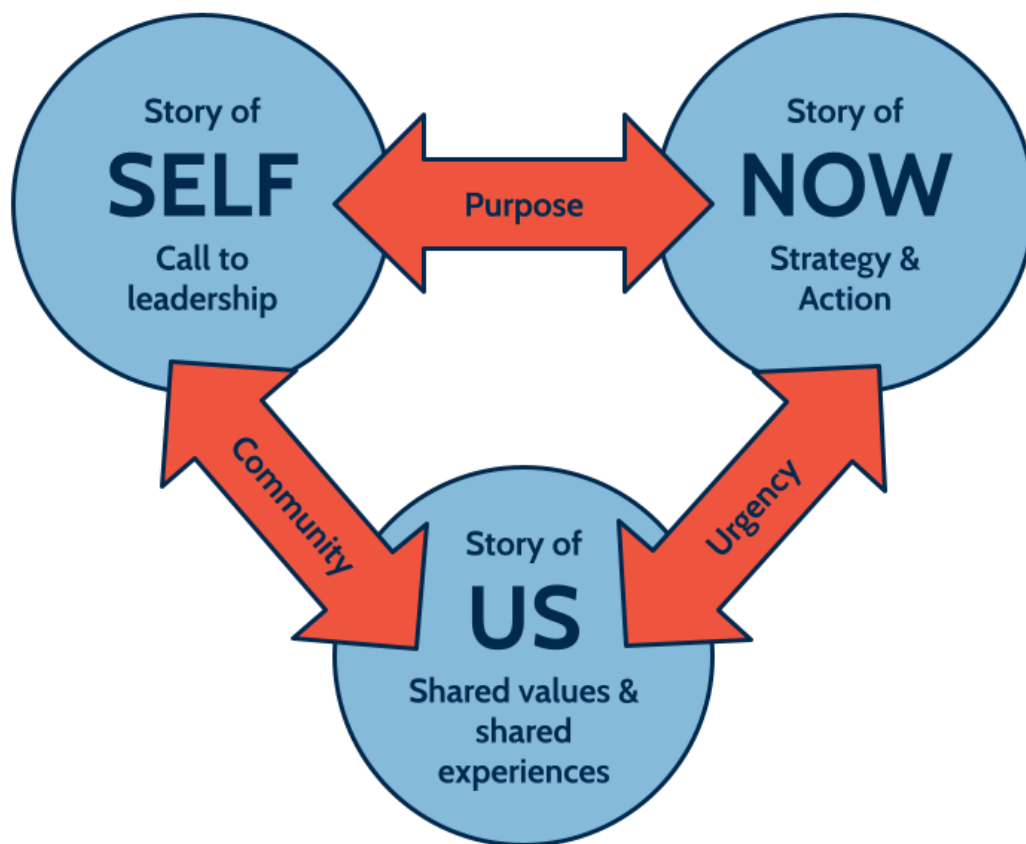 Story of
SELF
Call to
leadership
Purpose
Story of
NOW
Strategy &
Action
Community
Urgency
Story of
US
Shared values &
shared
experiences